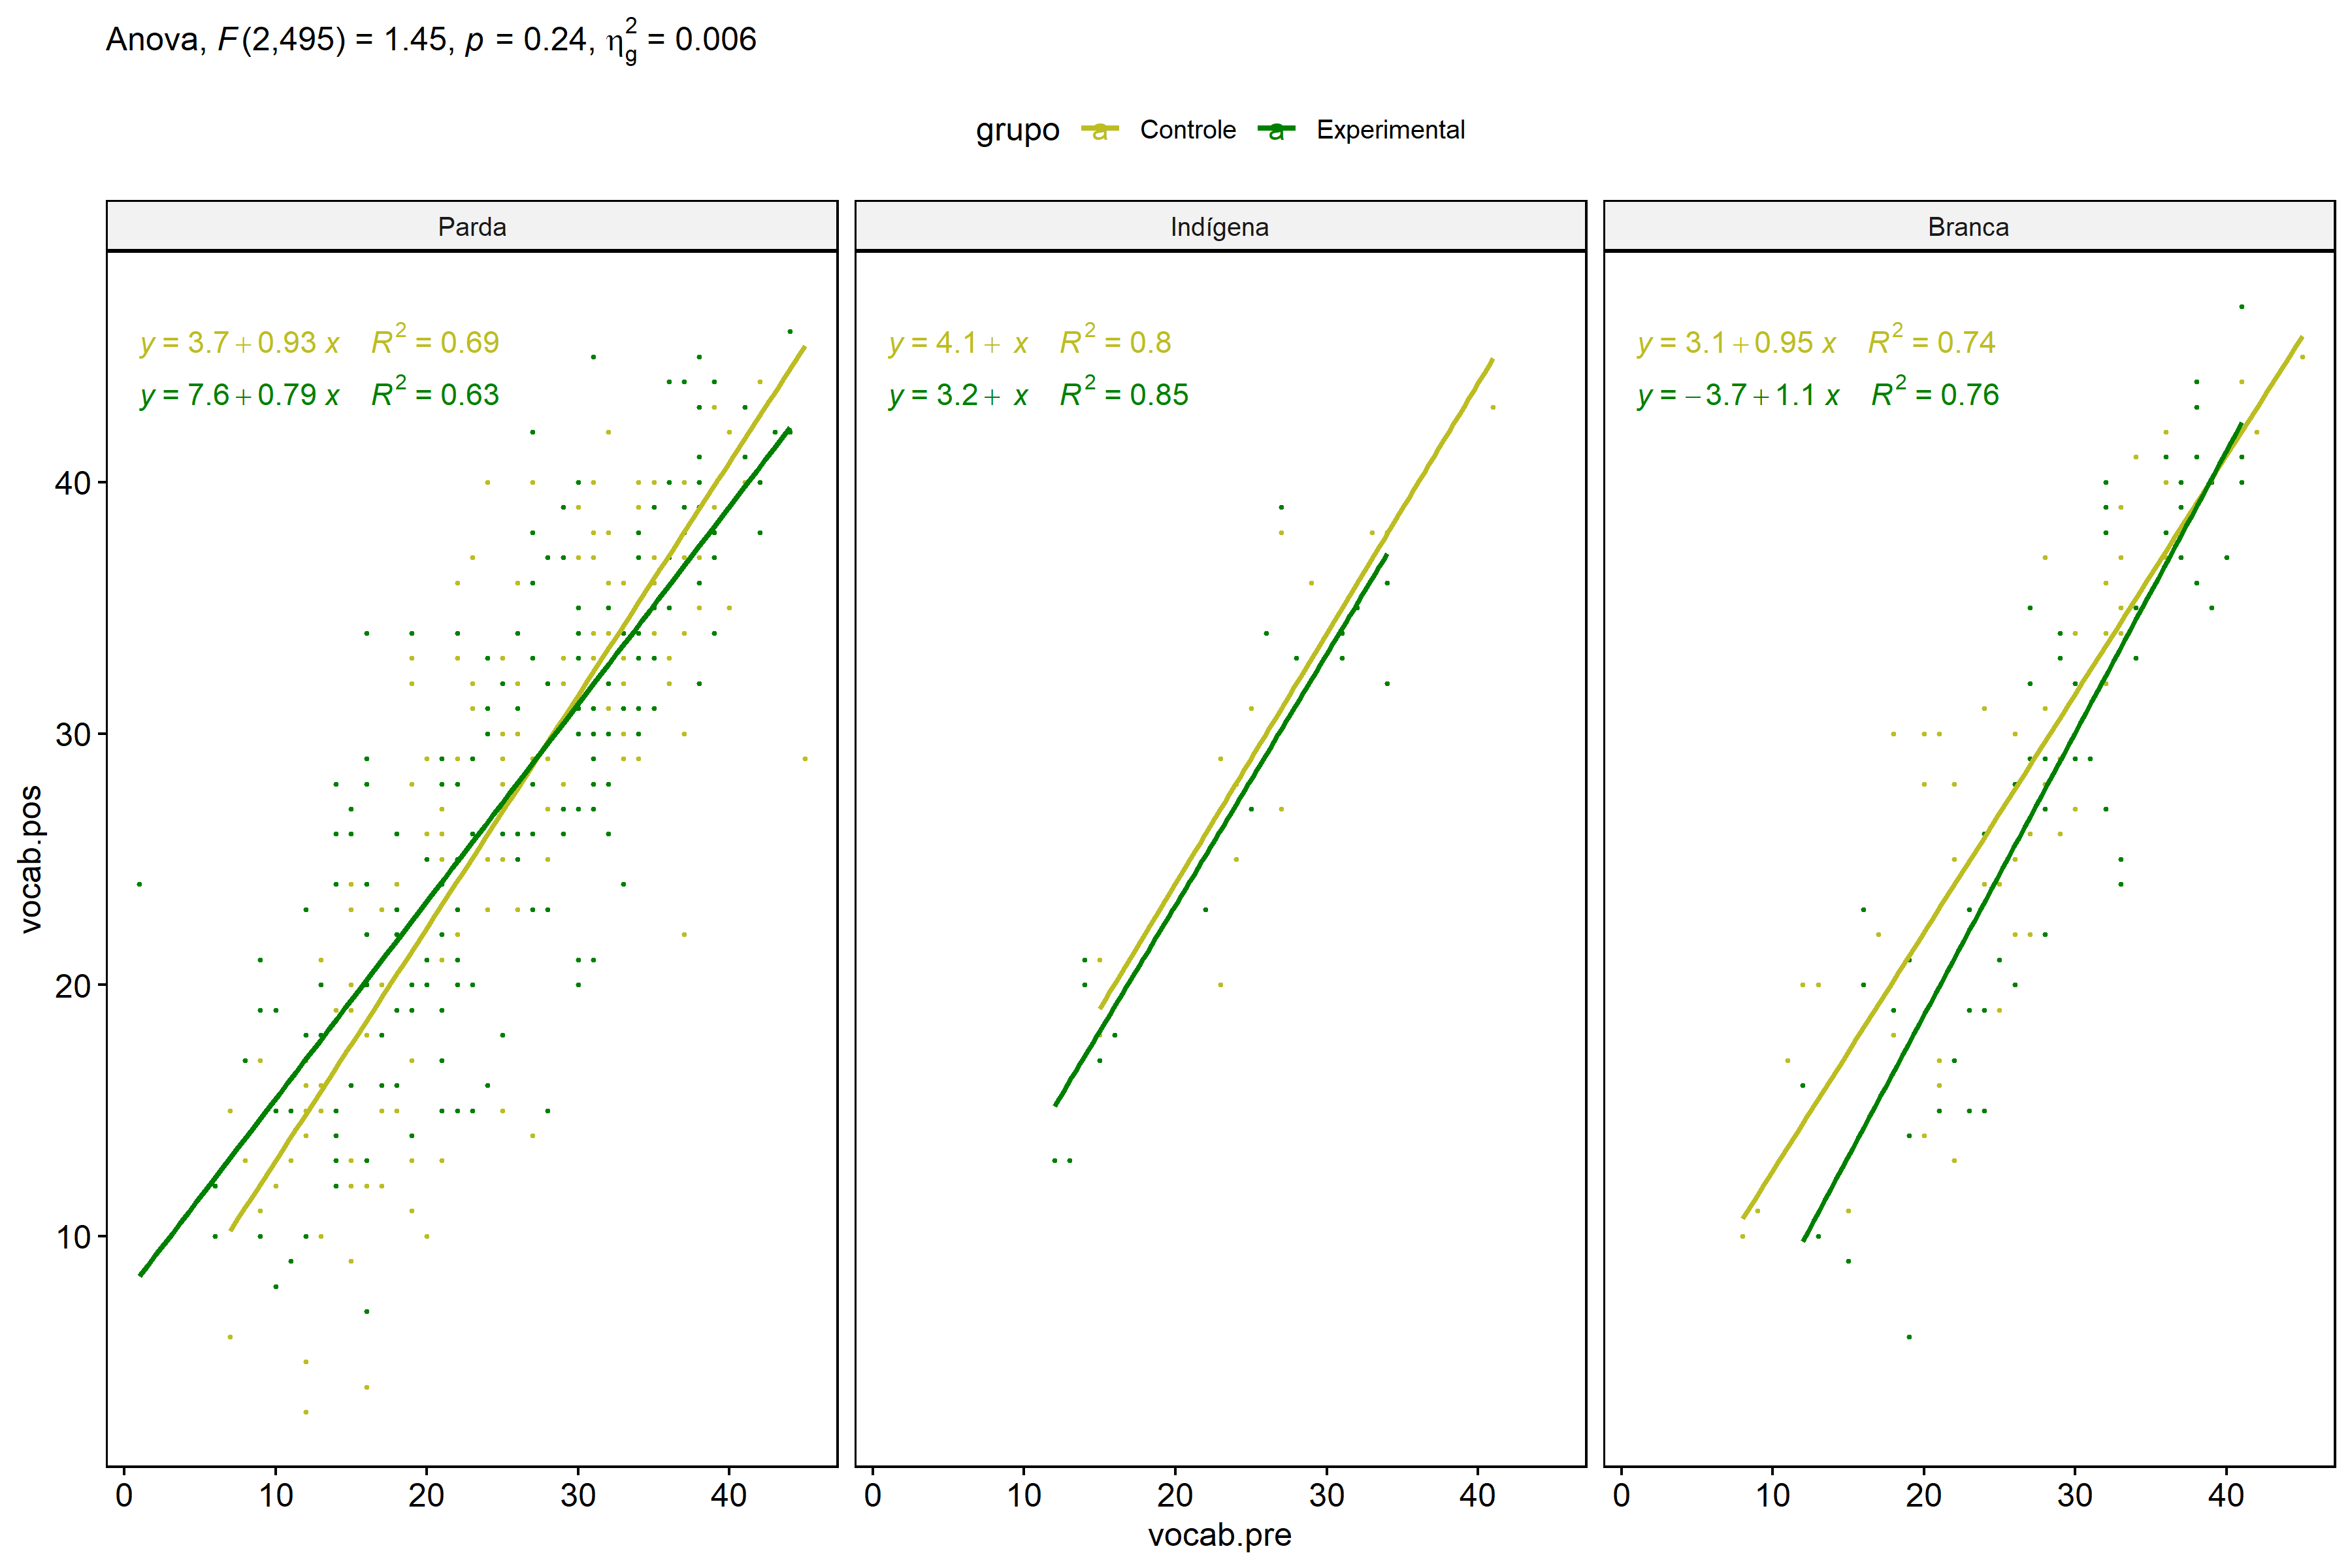 Anova, F(2,495) = 1.45, p = 0.24, η²g = 0.006
grupo a Controle a Experimental
Parda Indígena Branca
y = 3.7 + 0.93 x R² = 0.69
y = 7.6 + 0.79 x R² = 0.63
y = 4.1 + x R² = 0.8
y = 3.2 + x R² = 0.85
y = 3.1 + 0.95 x R² = 0.74
y = −3.7 + 1.1 x R² = 0.76
vocab.pos
40
30
20
10
0 10 20 30 40 0 10 20 30 40 0 10 20 30 40
vocab.pre